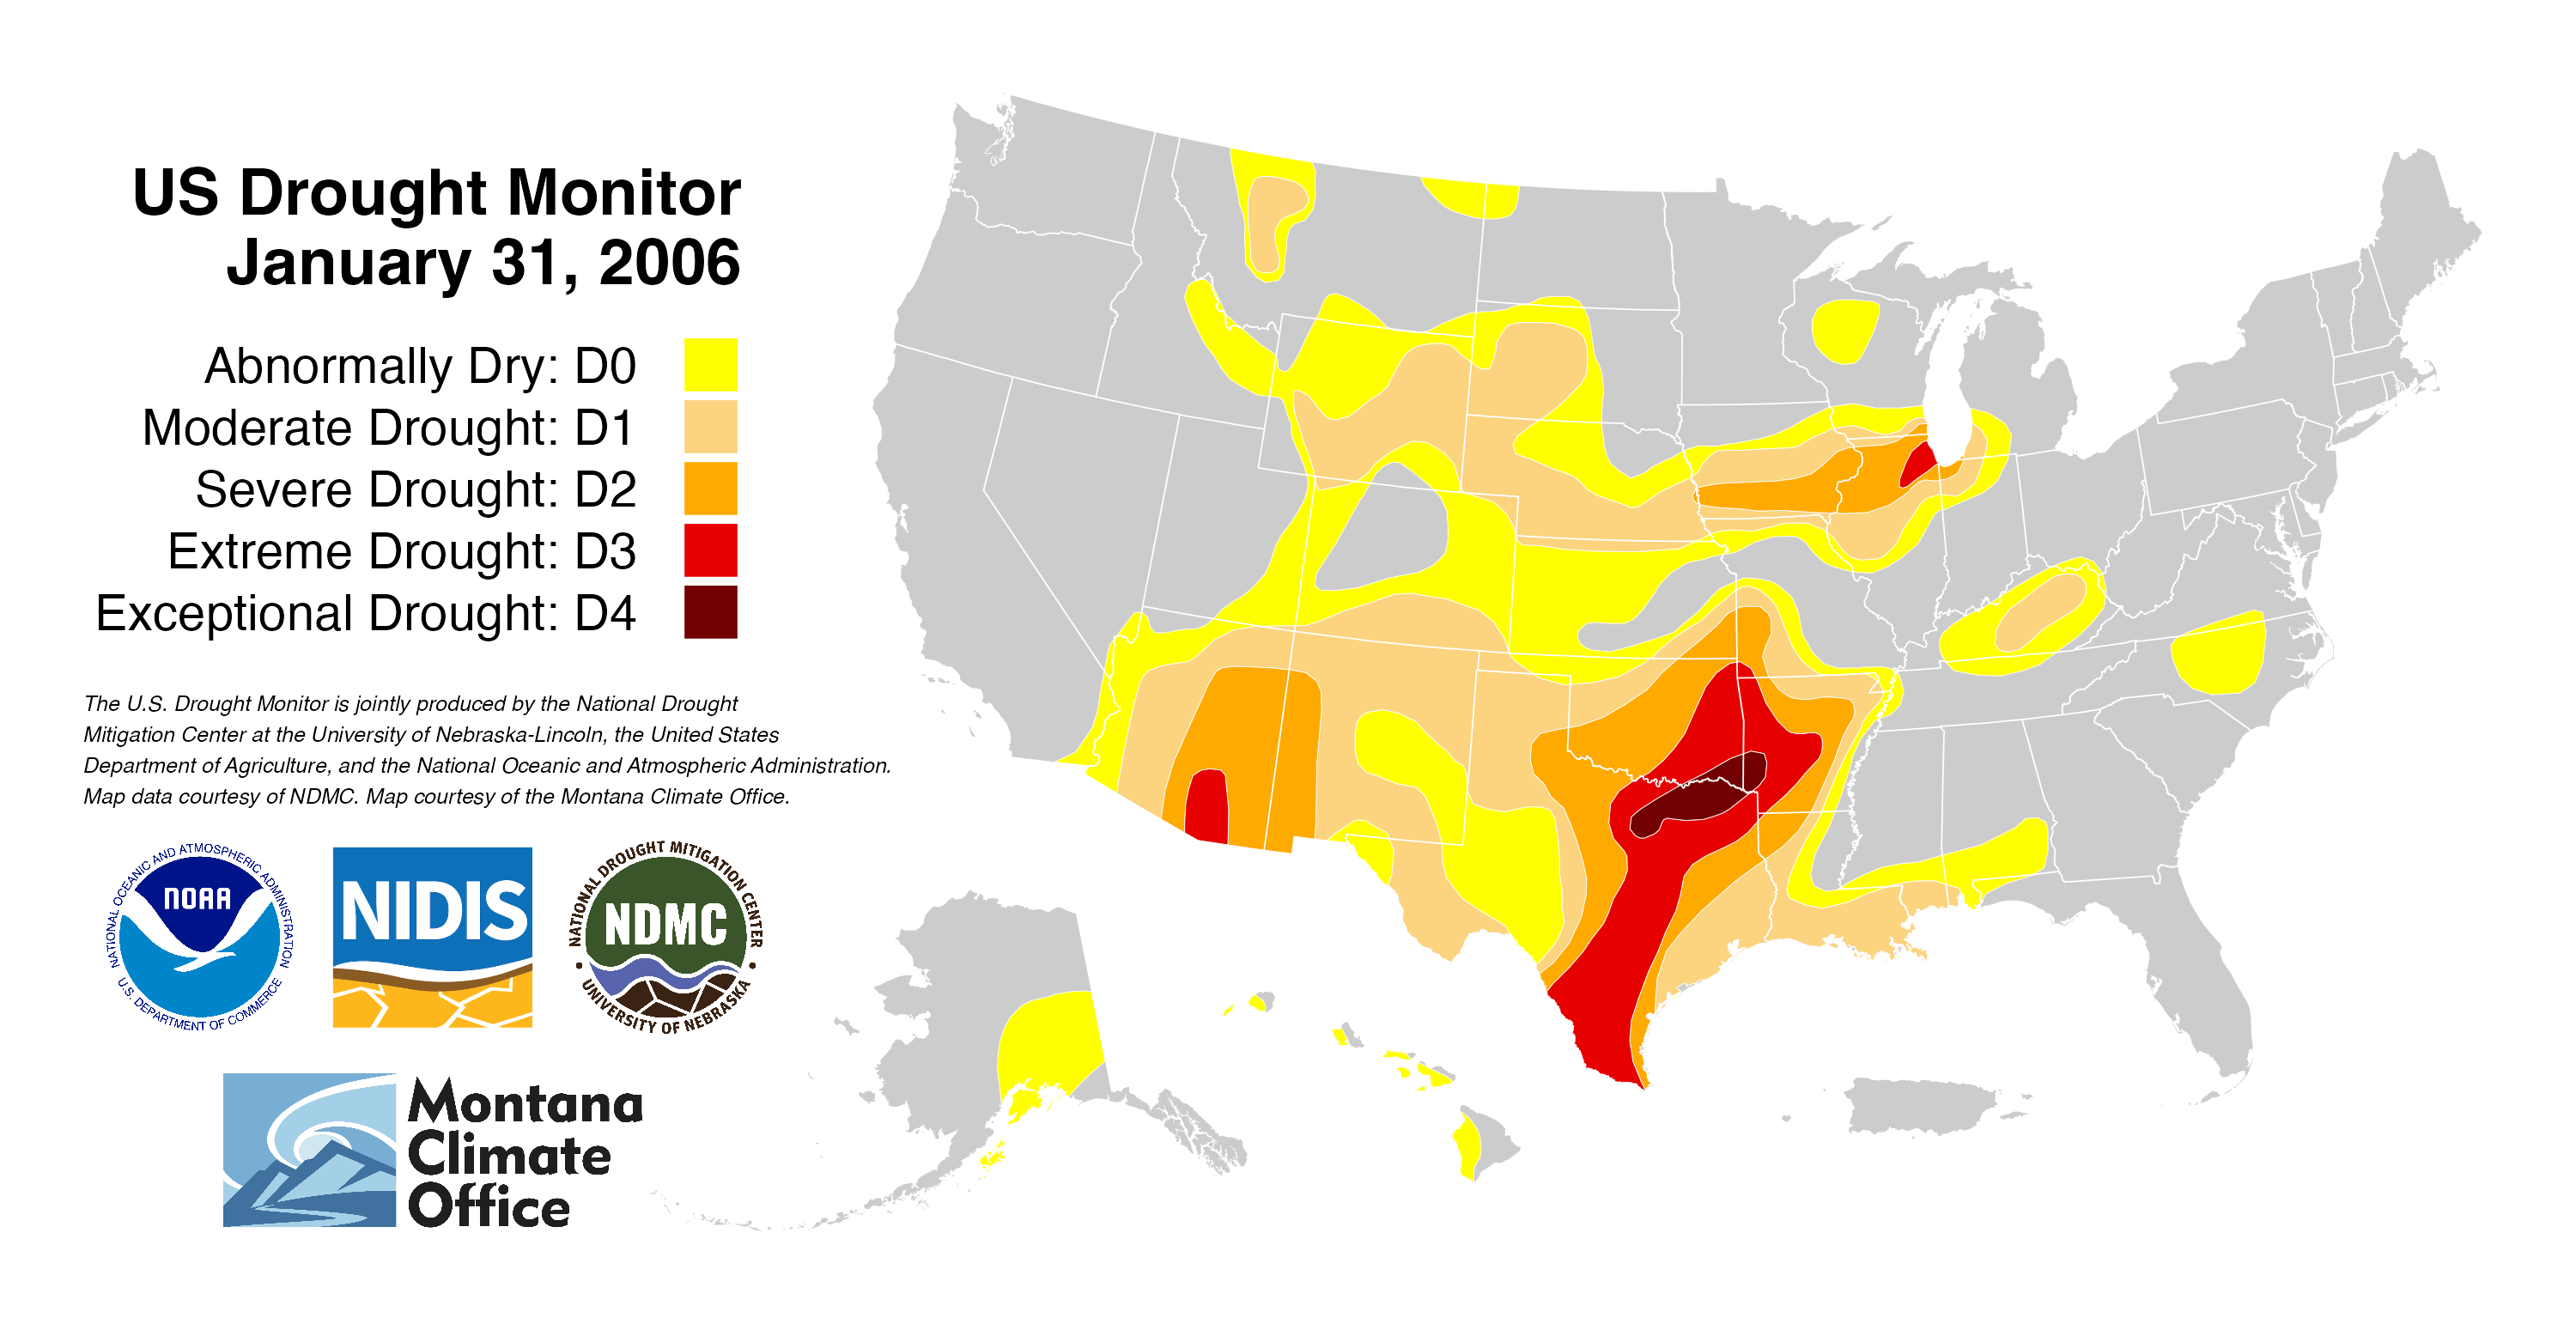 US Drought Monitor
January 31, 2006
Abnormally Dry: D0
Moderate Drought: D1
Severe Drought: D2
Extreme Drought: D3
Exceptional Drought: D4
The U.S. Drought Monitor is jointly produced by the National Drought
Mitigation Center at the University of Nebraska-Lincoln, the United States
Department of Agriculture, and the National Oceanic and Atmospheric Administration.
Map data courtesy of NDMC. Map courtesy of the Montana Climate Office.
NATIONAL OCEANIC AND ATMOSPHERIC ADMINISTRATION
NOAA
U.S. DEPARTMENT OF COMMERCE
NIDIS
NATIONAL DROUGHT MITIGATION CENTER
NDMC
UNIVERSITY OF NEBRASKA
Montana
Climate
Office